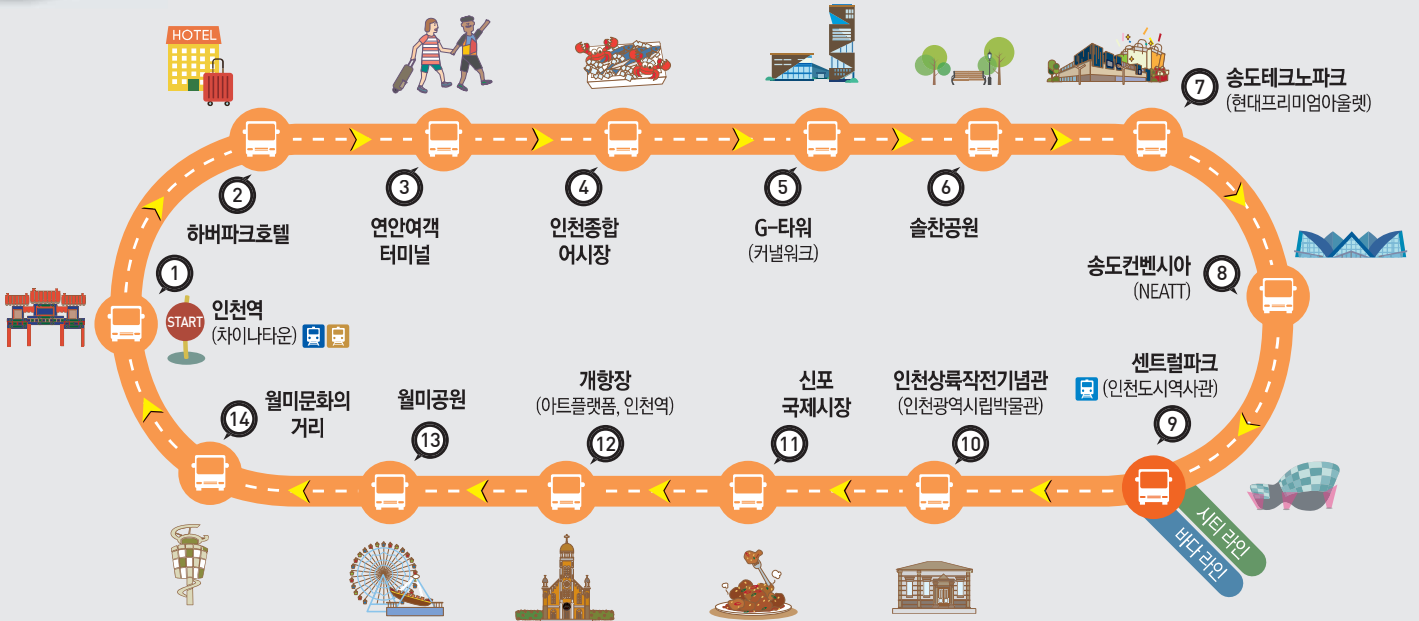 HOTEL
1
START
인천역
(차이나타운)
2
하버파크호텔
3
연안여객
터미널
4
인천종합
어시장
5
G-타워
(커낼워크)
6
솔찬공원
7
송도테크노파크
(현대프리미엄아울렛)
8
송도컨벤시아
(NEATT)
센트럴파크
(인천도시역사관)
9
시티 라인
바다 라인
인천상륙작전기념관
(인천광역시립박물관)
10
신포
국제시장
11
개항장
(아트플랫폼, 인천역)
12
월미공원
13
월미문화의
거리
14